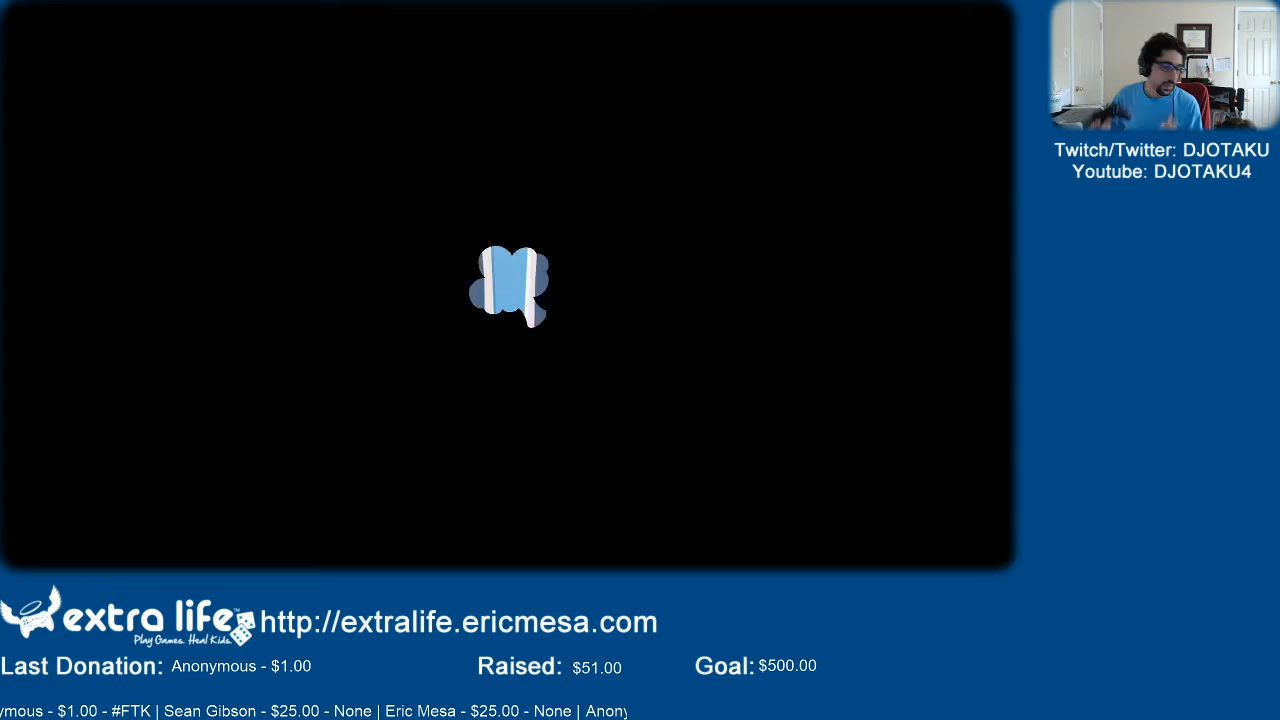 Twitch/Twitter: DJOTAKU
Youtube: DJOTAKU4
extra life
Play Games. Heal Kids.
http://extralife.ericmesa.com
Last Donation: Anonymous - $1.00 Raised: $51.00 Goal: $500.00
ymous - $1.00 - #FTK | Sean Gibson - $25.00 - None | Eric Mesa - $25.00 - None | Anony